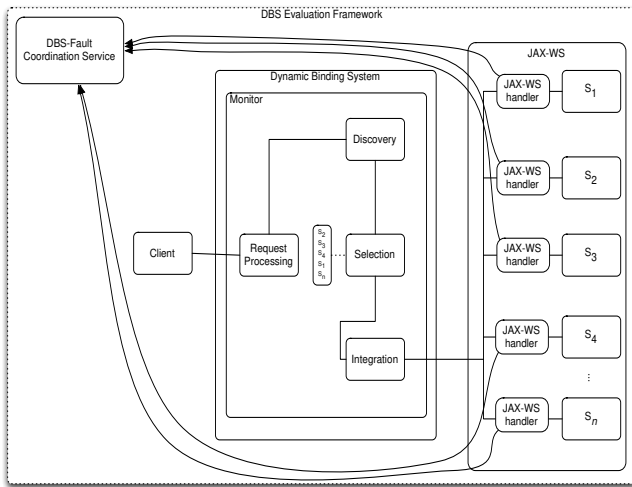 DBS Evaluation Framework
DBS-Fault
Coordination Service
JAX-WS
JAX-WS
handler
S1
Dynamic Binding System
Monitor
Discovery
JAX-WS
handler
S2
Client
Request
Processing
S2
S3
S4
S1
Sn
Selection
JAX-WS
handler
S3
Integration
JAX-WS
handler
S4
...
JAX-WS
handler
Sn